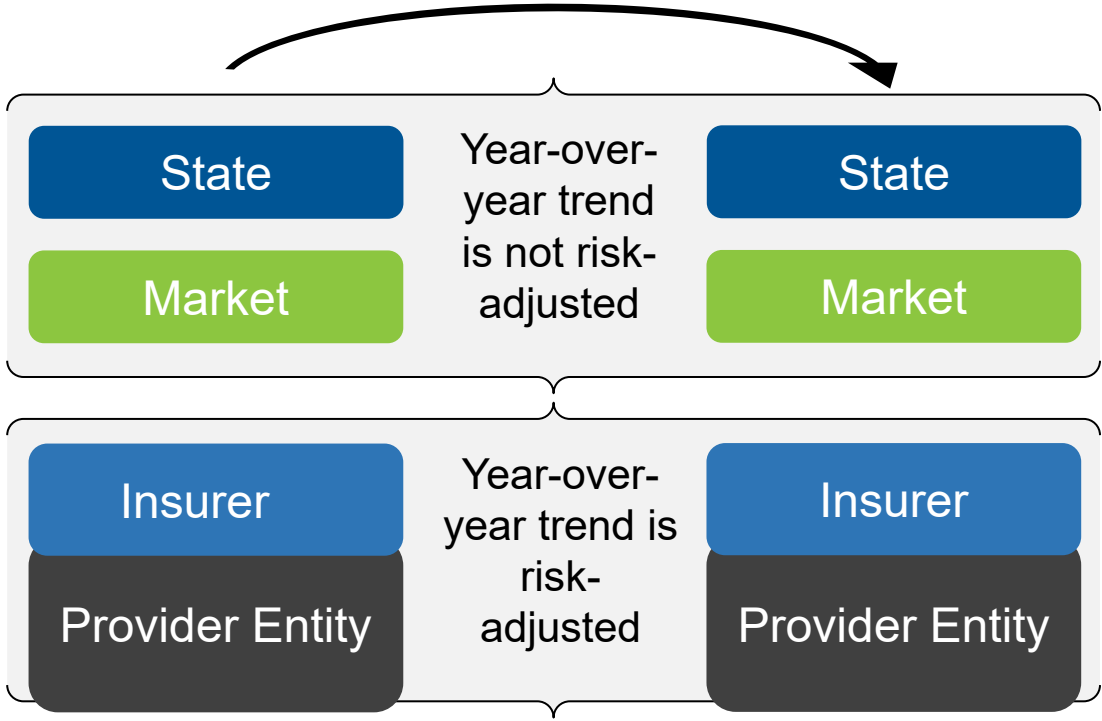 State
Market
Year-over-
year trend
is not risk-
adjusted
State
Market
Insurer
Provider Entity
Year-over-
year trend is
risk-
adjusted
Insurer
Provider Entity